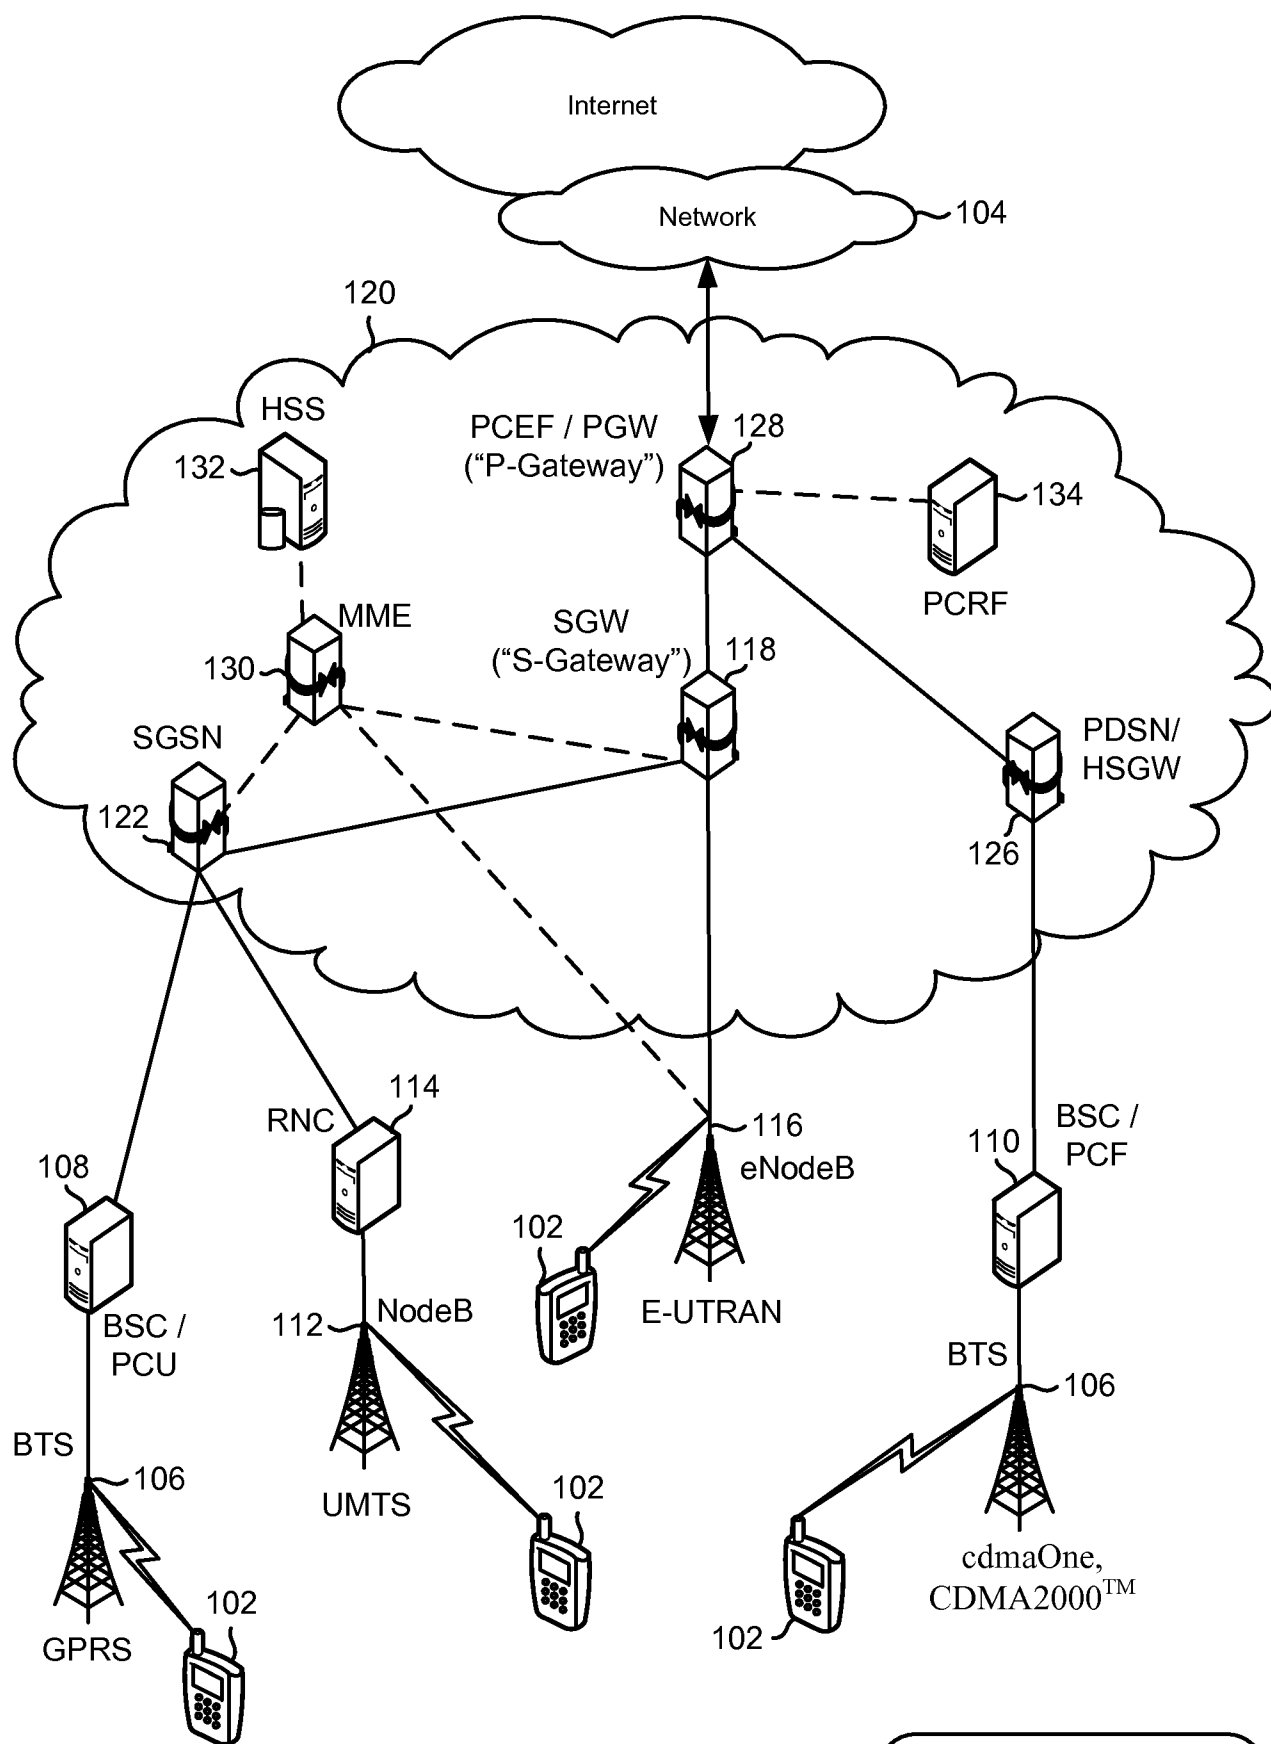 Internet
Network
104
120
HSS
132
PCEF / PGW
(“P-Gateway”)
128
134
PCRF
MME
130
SGW
(“S-Gateway”)
118
SGSN
122
PDSN/
HSGW
126
RNC
114
116
eNodeB
BSC /
PCF
110
108
102
E-UTRAN
BSC /
PCU
NodeB
112
BTS
106
BTS
106
UMTS
102
cdmaOne,
CDMA2000™
102
GPRS
102